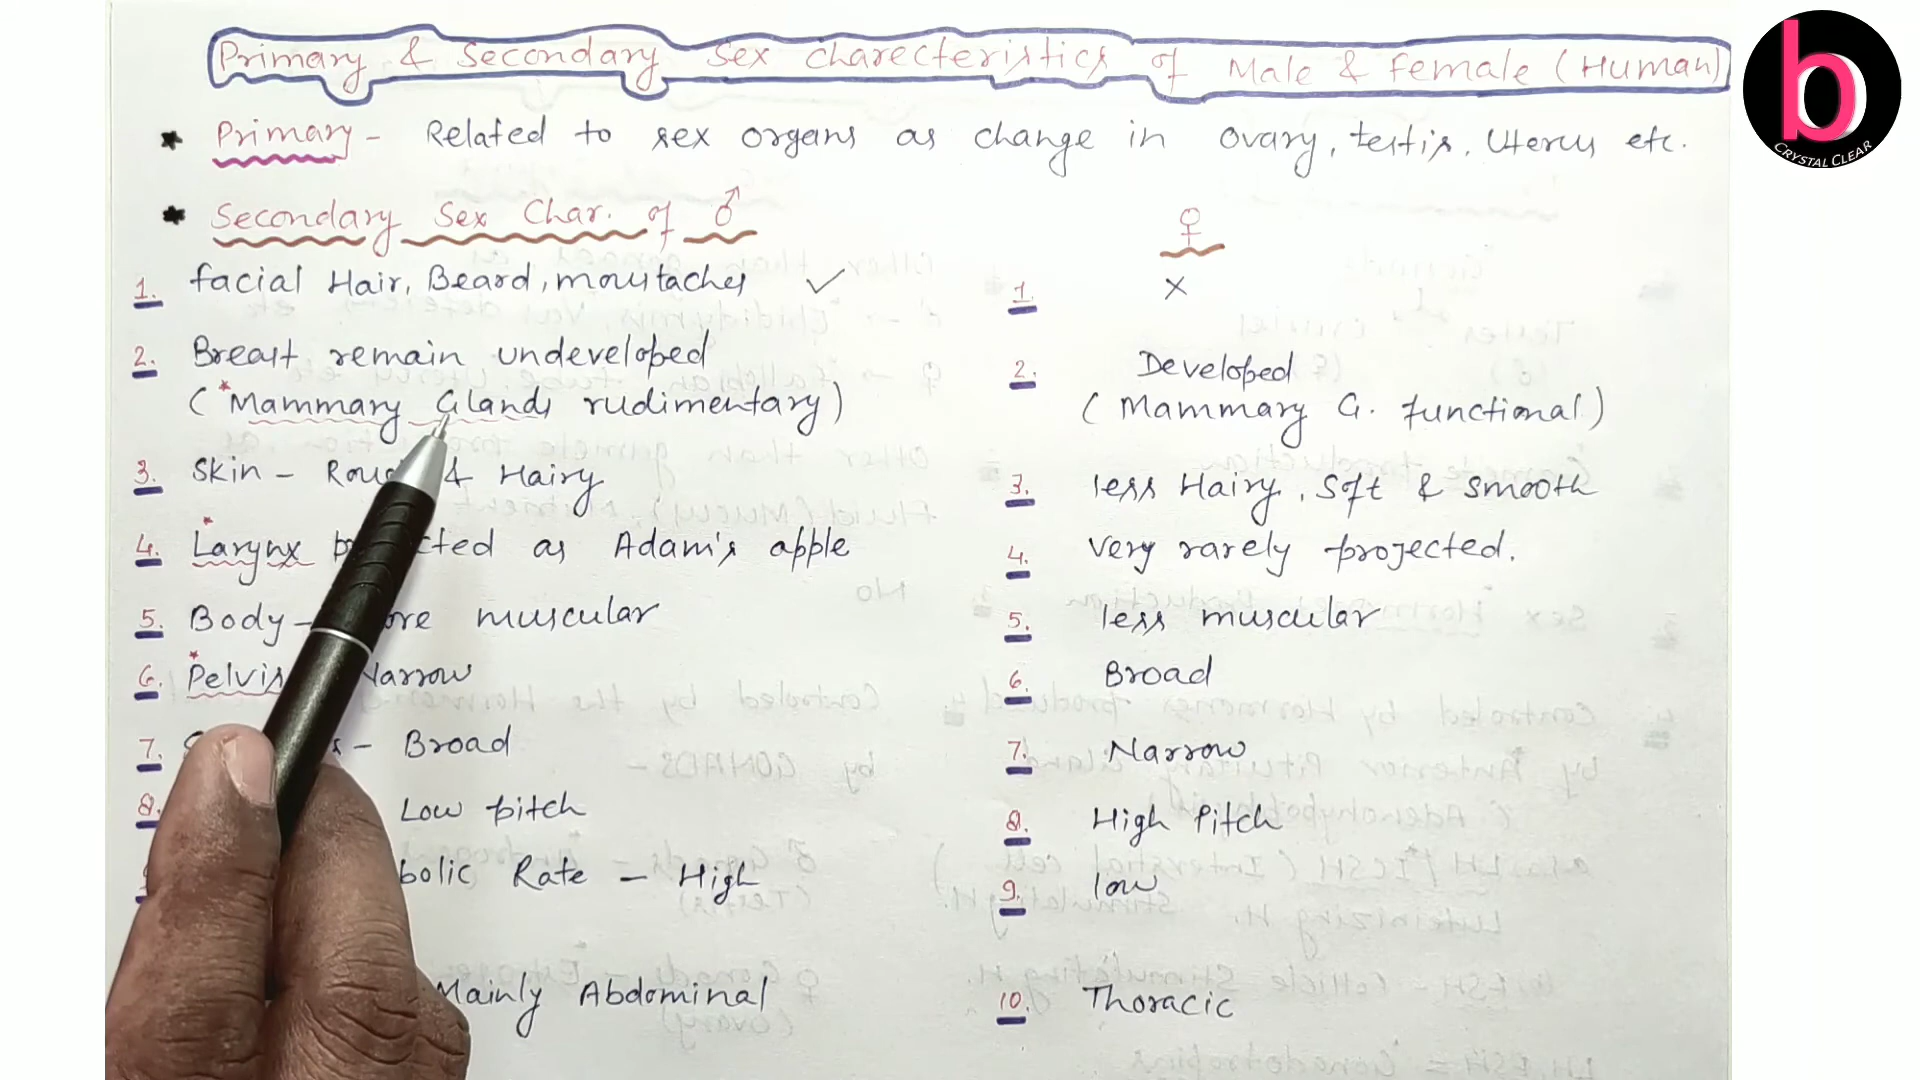 Primary & Secondary Sex Charecteristics of Male & Female (Human)
b
CRYSTAL CLEAR
* Primary - Related to sex organs as change in Ovary, testis, Uterus etc.
* Secondary Sex Char. of ♂
♀
1. facial Hair, Beard, moustaches ✓
1. ×
2. Breast remain undeveloped
(*Mammary Glands rudimentary)
2. Developed
(Mammary G. functional)
3. Skin - & Hairy
3. less Hairy, Soft & smooth
4. Larynx as Adam's apple
4. Very rarely projected.
5. Body - muscular
5. less muscular
6. Pelvis Narrow
6. Broad
7. - Broad
7. Narrow
8. Low pitch
8. High Pitch
Rate - High
9. low
Mainly Abdominal
10. Thoracic